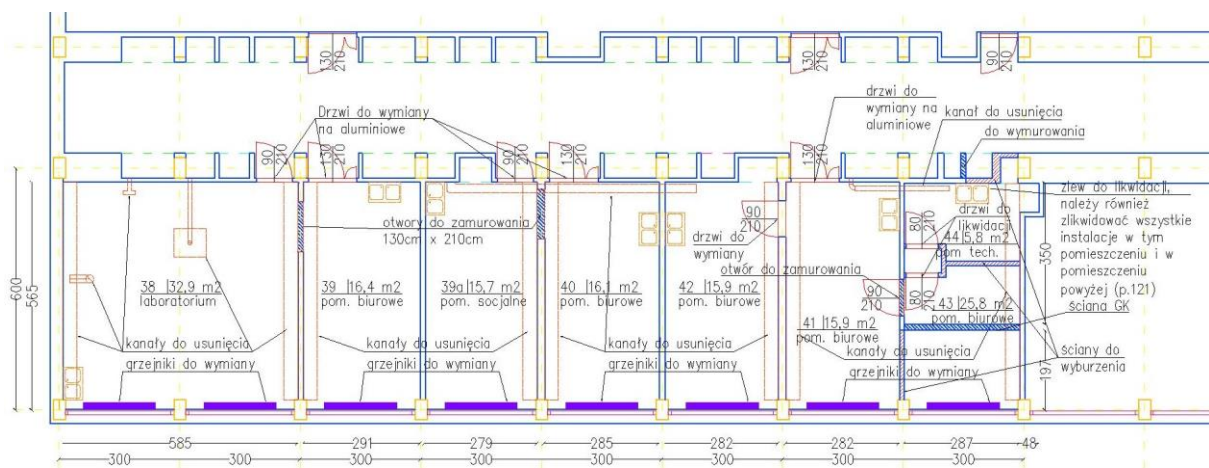 130
210
130
210
90
210
Drzwi do wymiany
na aluminiowe
drzwi do
wymiany na
aluminiowe
kanał do usunięcia
do wymurowania
90
210
130
210
90
210
130
210
130
210
zlew do likwidacji,
należy również
zlikwidować wszystkie
instalacje w tym
pomieszczeniu i w
pomieszczeniu
powyżej (p.121)
ściana GK
otwory do zamurowania
130cm x 210cm
90
210
drzwi do
wymiany
80
210
drzwi do
likwidacji
44 |5,8 m2
pom tech.
otwór do zamurowania
90
210
80
210
38 |32,9 m2
laboratorium
39 |16,4 m2
pom. biurowe
39a|15,7 m2
pom. socjalne
40 |16,1 m2
pom. biurowe
42 |15,9 m2
pom. biurowe
43|25,8 m2
pom. biurowe
41 |15,9 m2
pom. biurowe
kanały do usunięcia
grzejniki do wymiany
kanały do usunięcia
grzejniki do wymiany
kanały do usunięcia
grzejniki do wymiany
kanały do usunięcia
grzejniki do wymiany
ściany do
wyburzenia
600
565
350
197
585
291
279
285
282
282
287
48
300
300
300
300
300
300
300
300